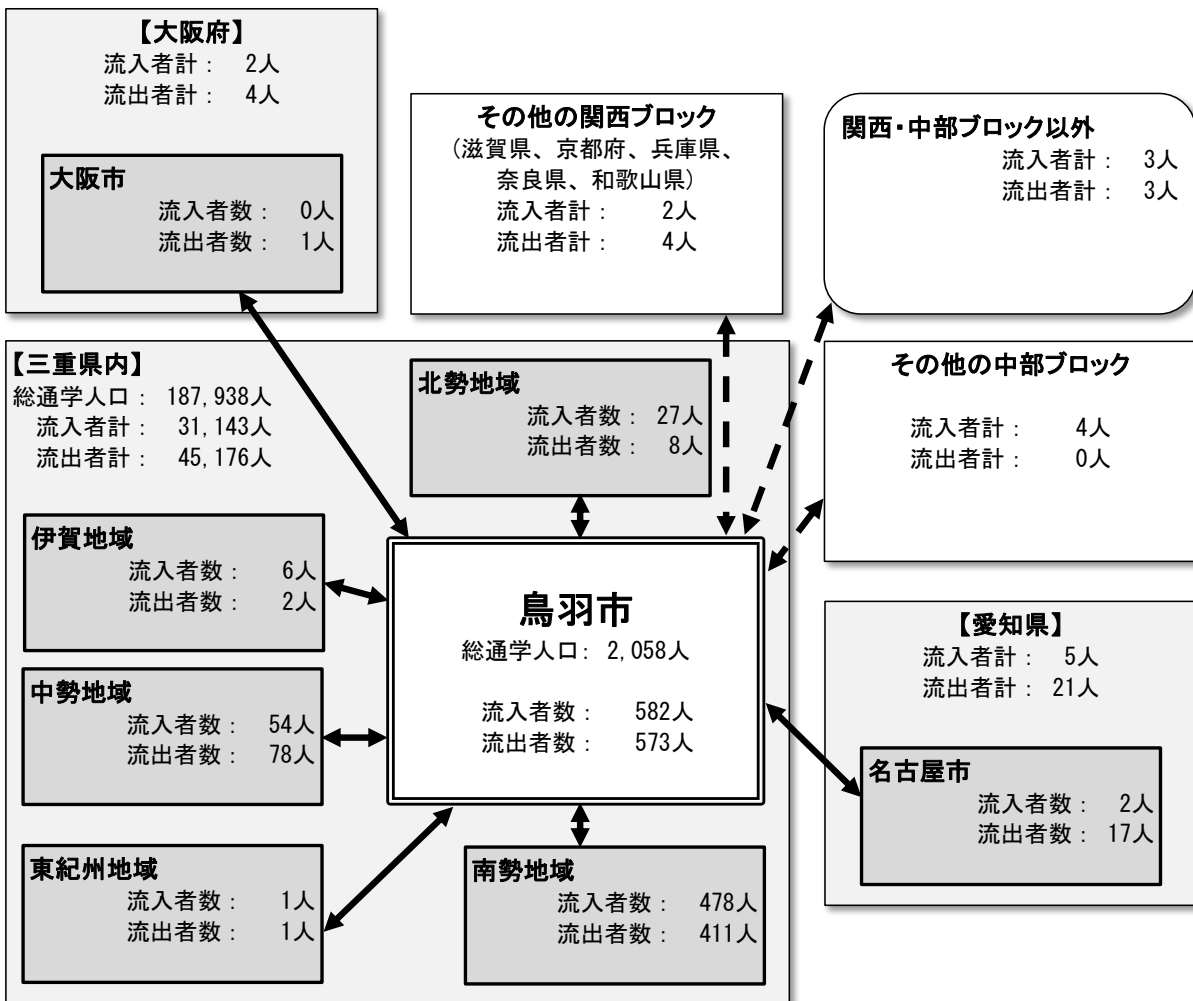 【大阪府】
流入者計： 2人
流出者計： 4人
大阪市
流入者数： 0人
流出者数： 1人
その他の関西ブロック
(滋賀県、京都府、兵庫県、
奈良県、和歌山県)
流入者計： 2人
流出者計： 4人
関西・中部ブロック以外
流入者計： 3人
流出者計： 3人
【三重県内】
総通学人口： 187,938人
流入者計： 31,143人
流出者計： 45,176人
北勢地域
流入者数： 27人
流出者数： 8人
その他の中部ブロック
流入者計： 4人
流出者計： 0人
伊賀地域
流入者数： 6人
流出者数： 2人
鳥羽市
総通学人口： 2,058人
流入者数： 582人
流出者数： 573人
【愛知県】
流入者計： 5人
流出者計： 21人
中勢地域
流入者数： 54人
流出者数： 78人
名古屋市
流入者数： 2人
流出者数： 17人
東紀州地域
流入者数： 1人
流出者数： 1人
南勢地域
流入者数： 478人
流出者数： 411人